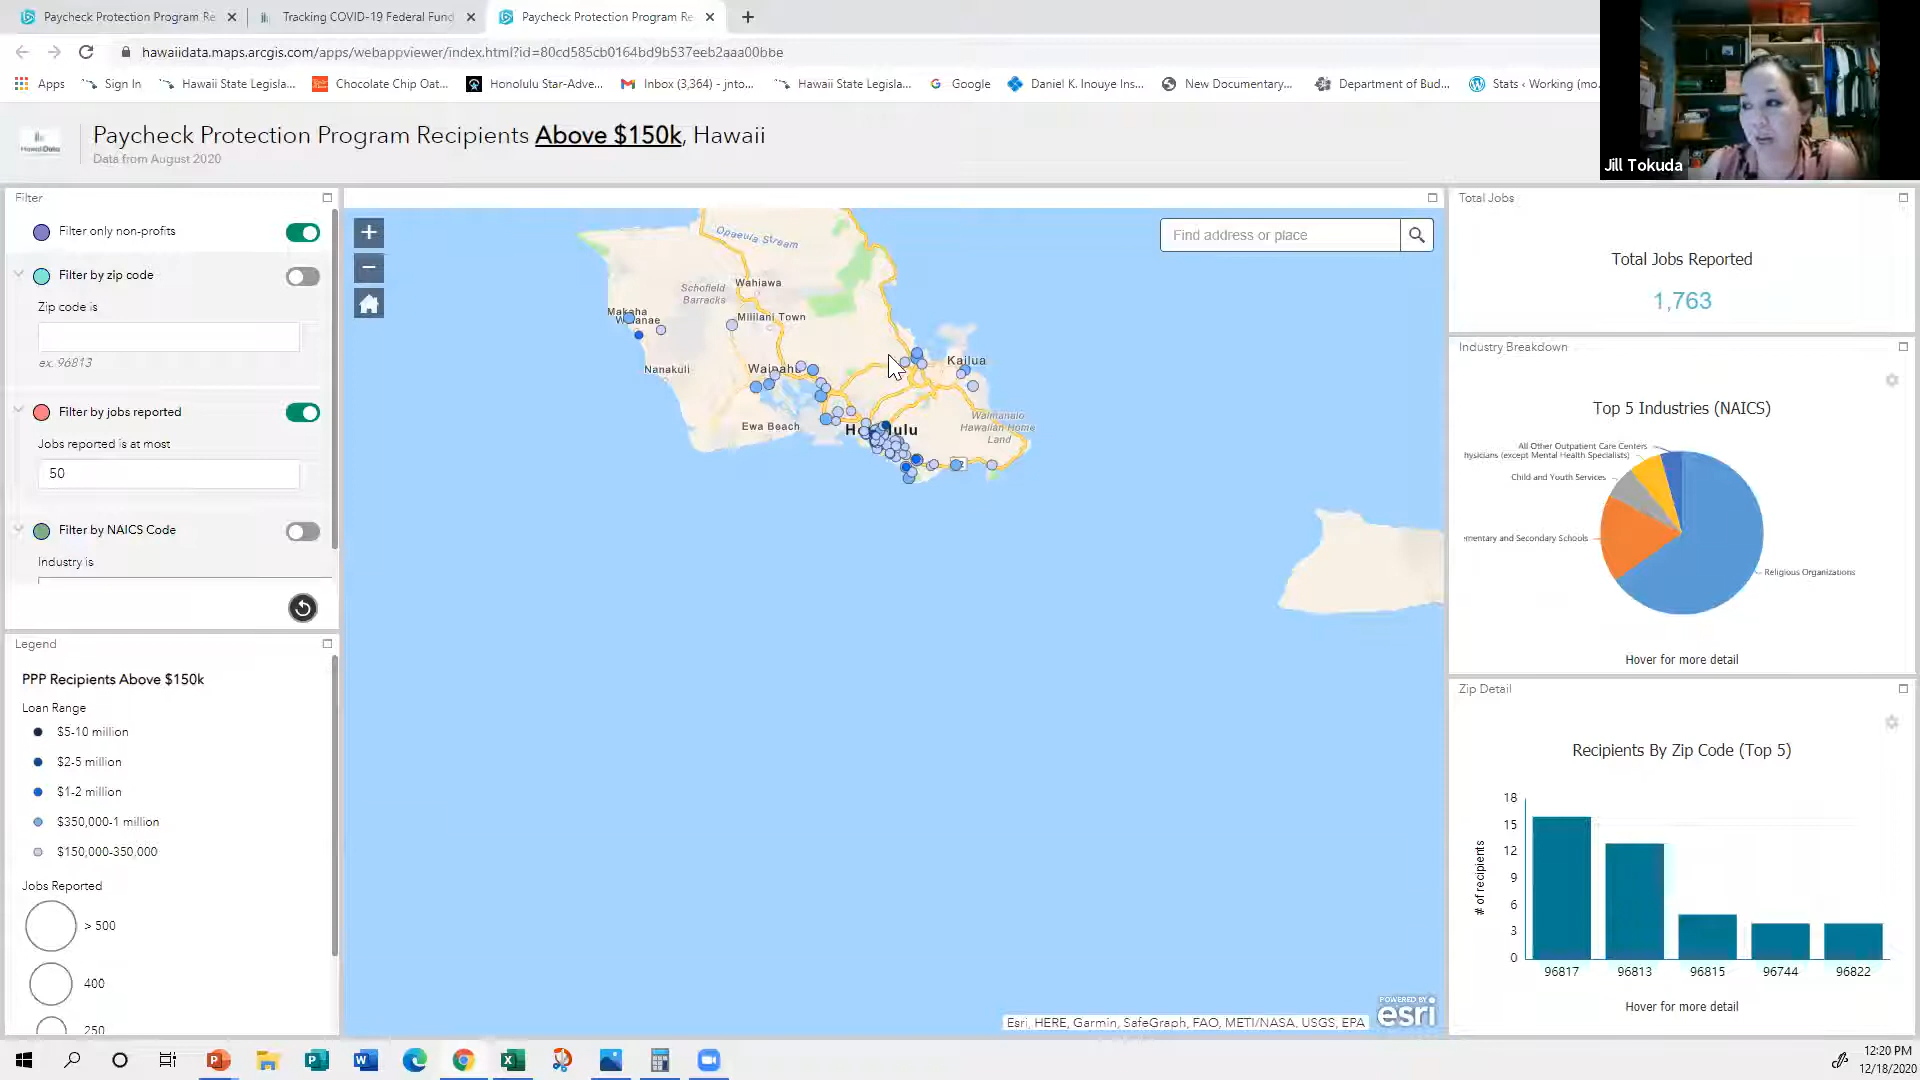 Paycheck Protection Program Re
Tracking COVID-19 Federal Fund
Paycheck Protection Program Re
hawaiidata.maps.arcgis.com/apps/webappviewer/index.html?id=80cd585cb0164bd9b537eeb2aaa00bbe
Apps
Sign In
Hawaii State Legisla...
Chocolate Chip Oat...
Honolulu Star-Adve...
Inbox (3,364) - jnto...
Hawaii State Legisla...
Google
Daniel K. Inouye Ins...
New Documentary...
Department of Bud...
Stats ‹ Working (mo
Jill Tokuda
Paycheck Protection Program Recipients Above $150k, Hawaii
Data from August 2020
Filter
Filter only non-profits
Filter by zip code
Zip code is
ex. 96813
Filter by jobs reported
Jobs reported is at most
50
Filter by NAICS Code
Industry is
Legend
PPP Recipients Above $150k
Loan Range
$5-10 million
$2-5 million
$1-2 million
$350,000-1 million
$150,000-350,000
Jobs Reported
> 500
400
250
Find address or place
Opaeula Stream
Wahiawa
Schofield
Barracks
Makaha
Mililani Town
Nanakuli
Kailua
Ewa Beach
Waimanalo
Hawaiian Home
Land
Esri, HERE, Garmin, SafeGraph, FAO, METI/NASA, USGS, EPA
POWERED BY
esri
Total Jobs
Total Jobs Reported
1,763
Industry Breakdown
Top 5 Industries (NAICS)
All Other Outpatient Care Centers
hysicians (except Mental Health Specialists)
Child and Youth Services
ementary and Secondary Schools
Religious Organizations
Hover for more detail
Zip Detail
Recipients By Zip Code (Top 5)
# of recipients
18
15
12
9
6
3
0
96817
96813
96815
96744
96822
Hover for more detail
12:20 PM
12/18/2020